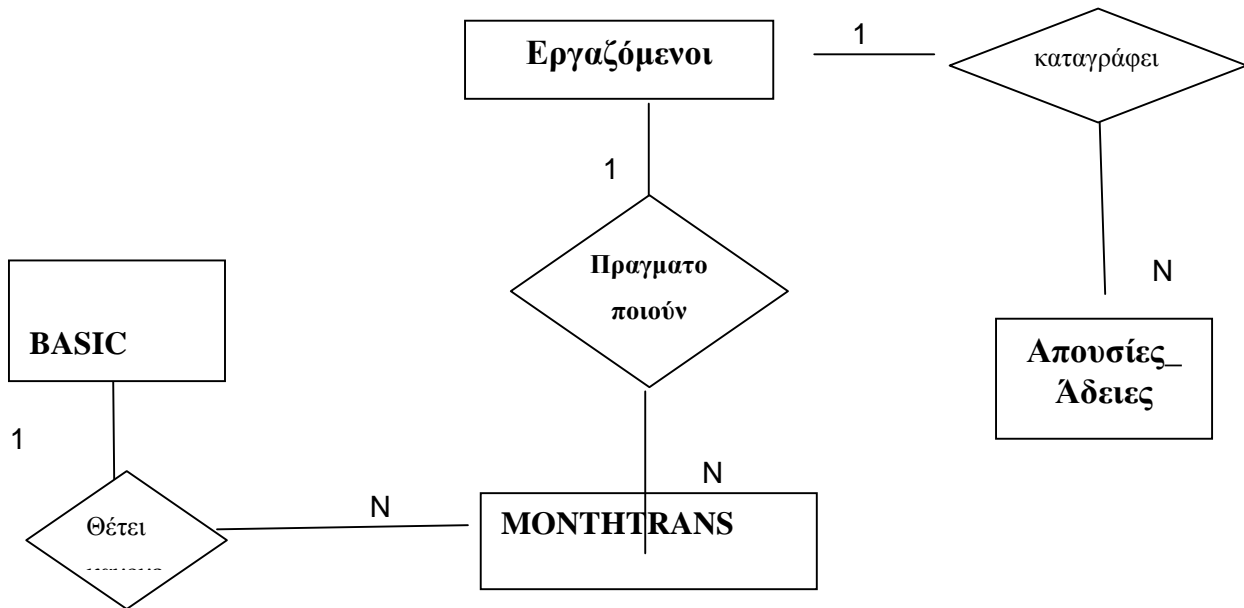 Εργαζόμενοι
1
καταγράφει
1
Πραγματο
ποιούν
N
BASIC
Απουσίες_
Άδειες
1
N
N
MONTHTRANS
Θέτει